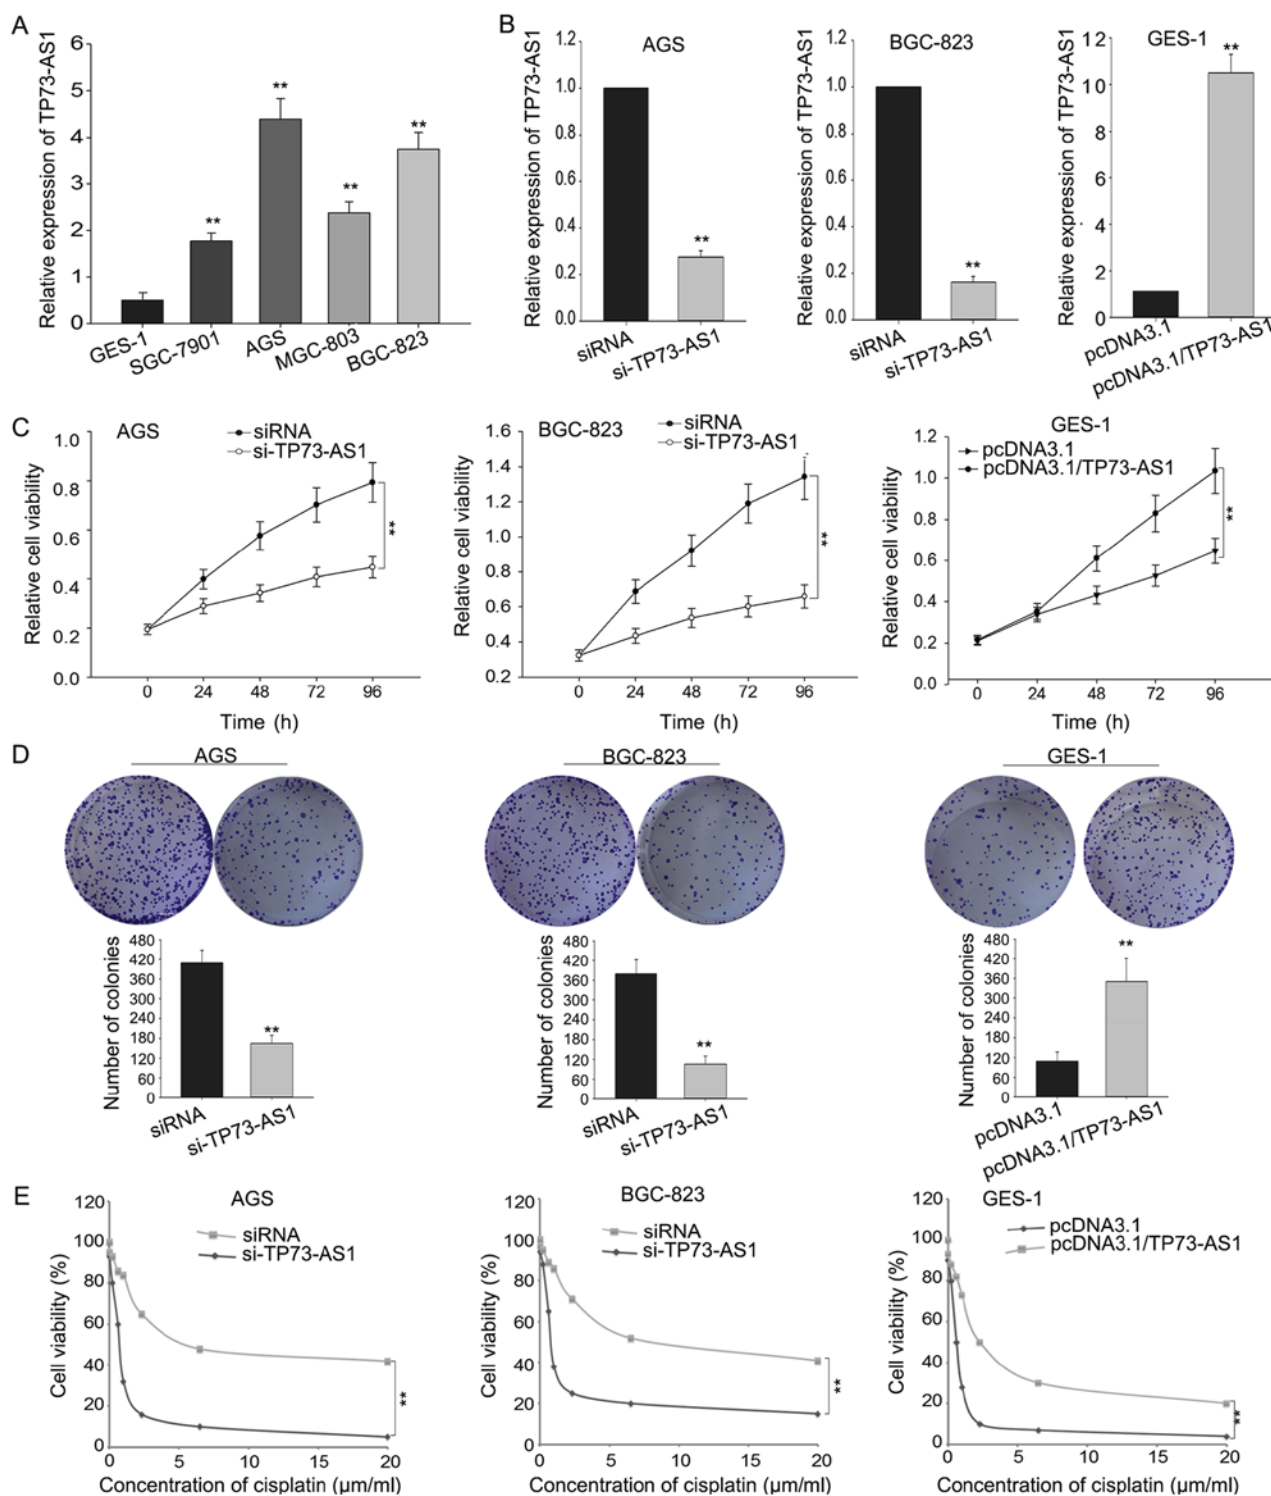 A
Relative expression of TP73-AS1
6
5
4
3
2
1
0
**
**
**
**
GES-1
SGC-7901
AGS
MGC-803
BGC-823
B
AGS
Relative expression of TP73-AS1
1.2
1.0
0.8
0.6
0.4
0.2
0.0
**
siRNA
si-TP73-AS1
BGC-823
Relative expression of TP73-AS1
1.2
1.0
0.8
0.6
0.4
0.2
0.0
**
siRNA
si-TP73-AS1
GES-1
Relative expression of TP73-AS1
12
10
8
6
4
2
0
**
pcDNA3.1
pcDNA3.1/TP73-AS1
C
AGS
siRNA
si-TP73-AS1
Relative cell viability
1.0
0.8
0.6
0.4
0.2
0.0
**
0 24 48 72 96
Time (h)
BGC-823
siRNA
si-TP73-AS1
Relative cell viability
1.6
1.4
1.2
1.0
0.8
0.6
0.4
0.2
**
0 24 48 72 96
Time (h)
GES-1
pcDNA3.1
pcDNA3.1/TP73-AS1
Relative cell viability
1.2
1.0
0.8
0.6
0.4
0.2
0.0
**
0 24 48 72 96
Time (h)
D
AGS
Number of colonies
480
420
360
300
240
180
120
60
0
**
siRNA
si-TP73-AS1
BGC-823
Number of colonies
480
420
360
300
240
180
120
60
0
**
siRNA
si-TP73-AS1
GES-1
Number of colonies
480
420
360
300
240
180
120
60
0
**
pcDNA3.1
pcDNA3.1/TP73-AS1
E
AGS
siRNA
si-TP73-AS1
Cell viability (%)
120
100
80
60
40
20
0
**
0 5 10 15 20
Concentration of cisplatin (µm/ml)
BGC-823
siRNA
si-TP73-AS1
Cell viability (%)
120
100
80
60
40
20
0
**
0 5 10 15 20
Concentration of cisplatin (µm/ml)
GES-1
pcDNA3.1
pcDNA3.1/TP73-AS1
Cell viability (%)
120
100
80
60
40
20
0
**
0 5 10 15 20
Concentration of cisplatin (µm/ml)